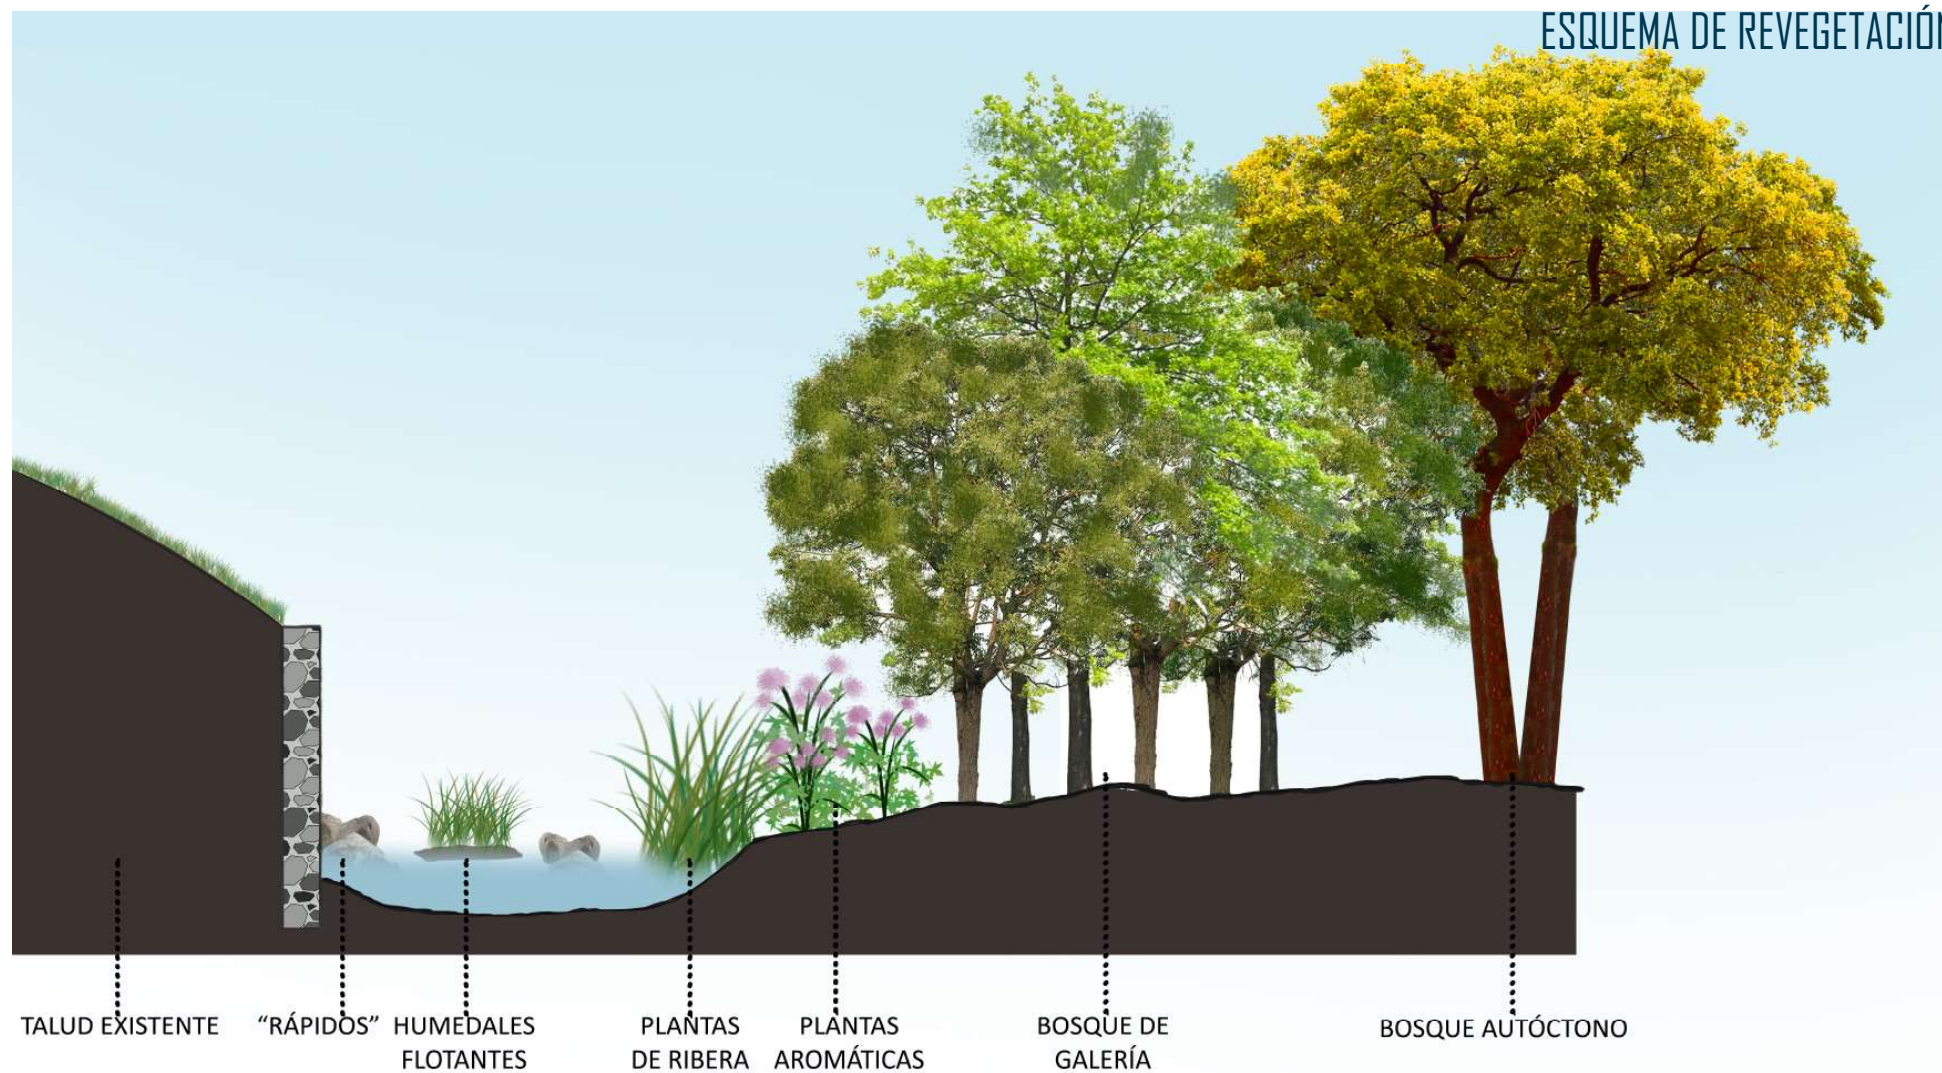 ESQUEMA DE REVEGETACIÓN
TALUD EXISTENTE
“RÁPIDOS”
HUMEDALES
FLOTANTES
PLANTAS
DE RIBERA
PLANTAS
AROMÁTICAS
BOSQUE DE
GALERÍA
BOSQUE AUTÓCTONO